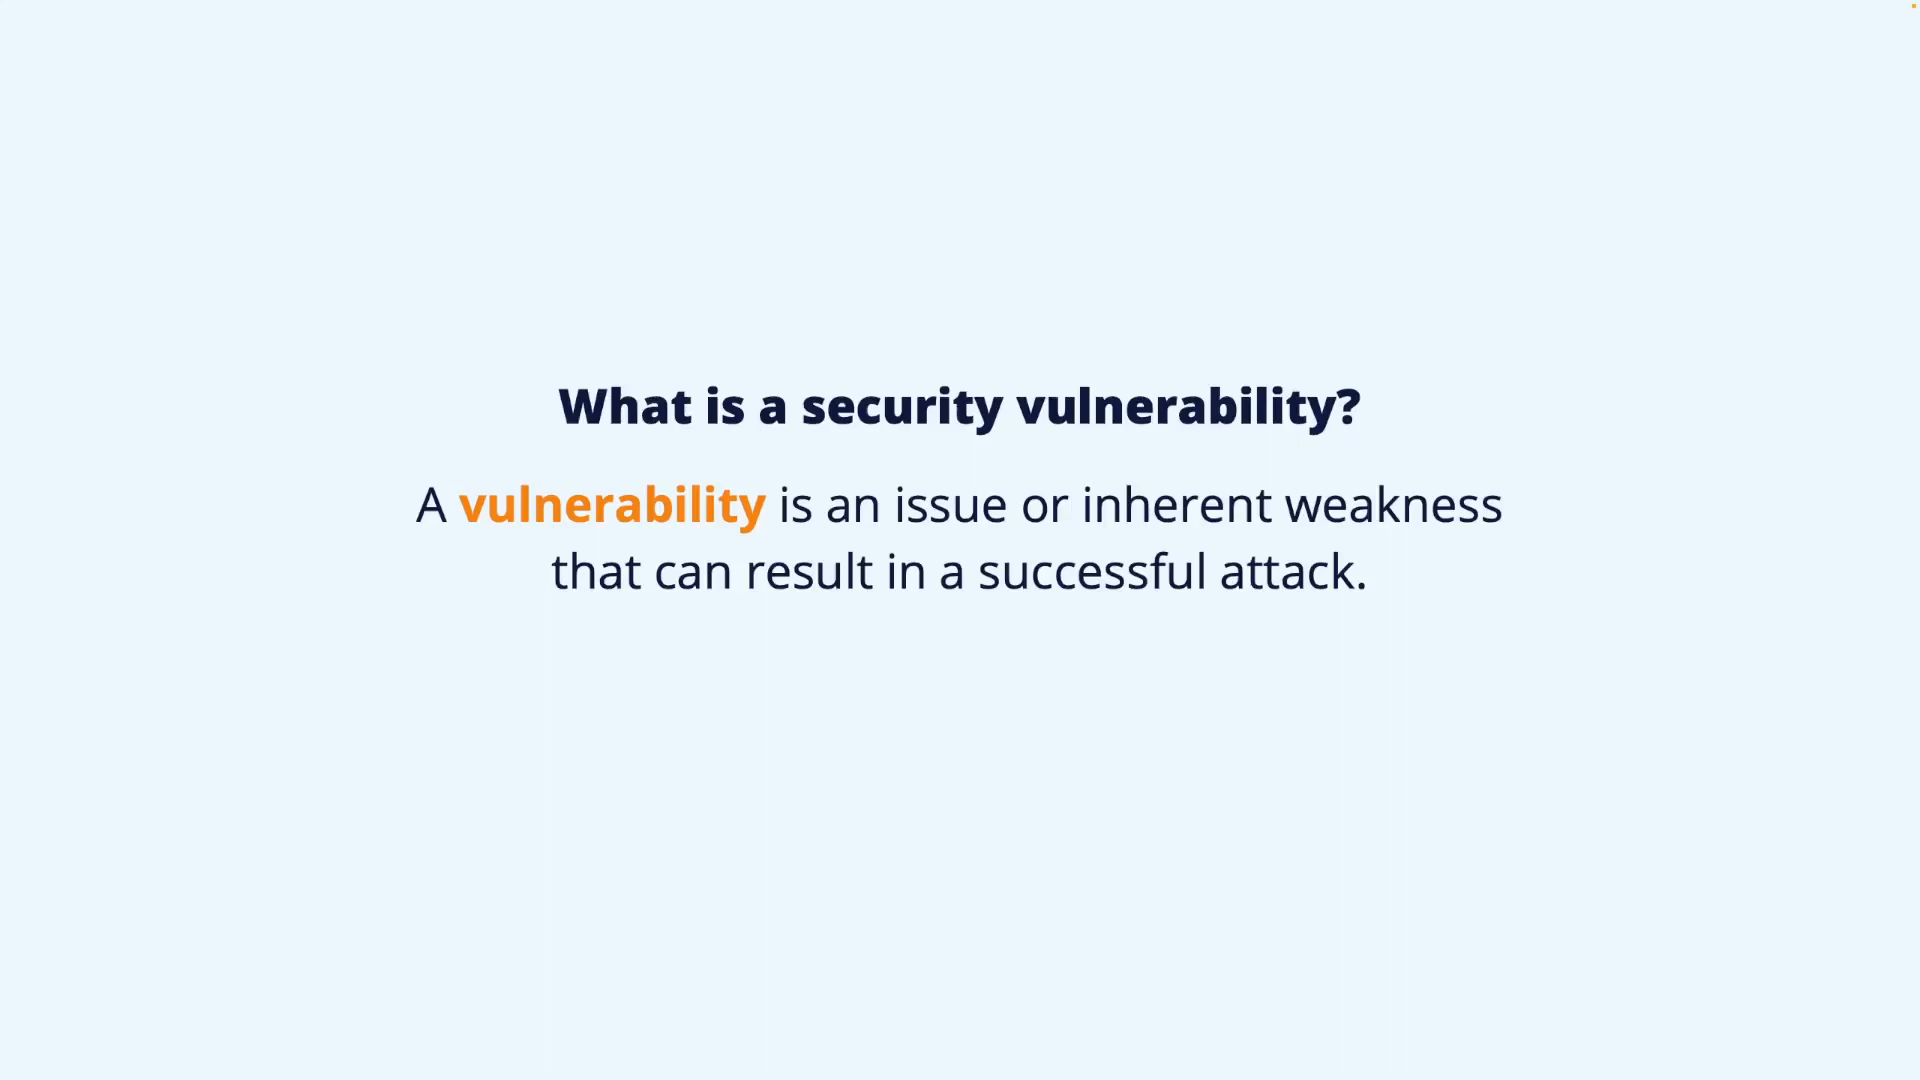 What is a security vulnerability?
A vulnerability is an issue or inherent weakness
that can result in a successful attack.